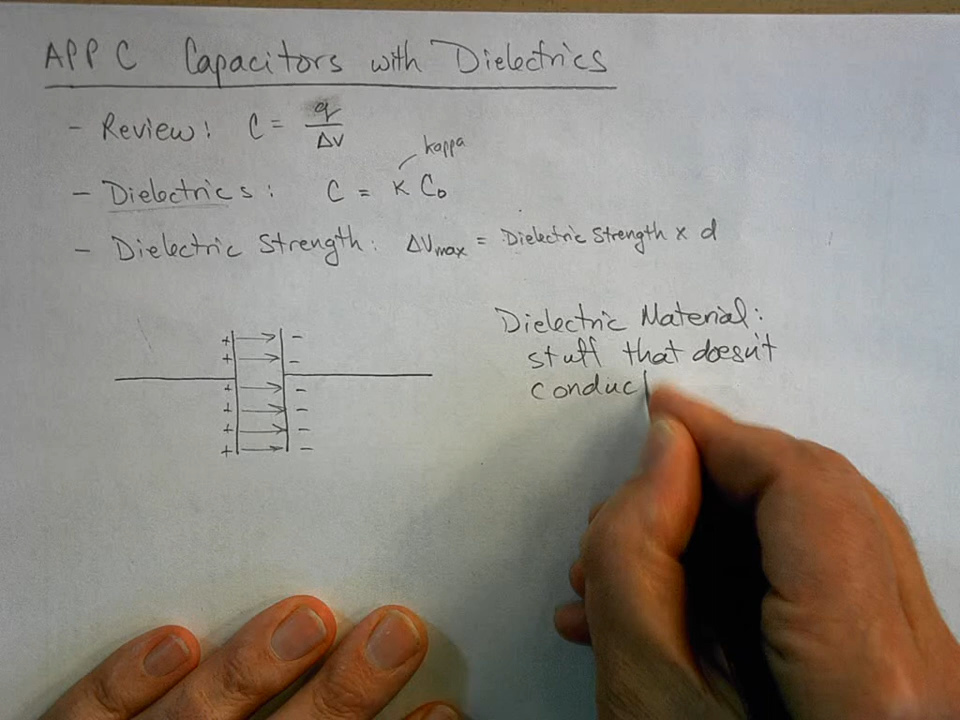 APP C Capacitors with Dielectrics
- Review: C = q / ΔV
kappa
- Dielectrics: C = K C₀
- Dielectric Strength: ΔVmax = Dielectric Strength x d
Dielectric Material:
stuff that doesn't
conduct
+ -
+ -
+ -
+ -
+ -
+ -